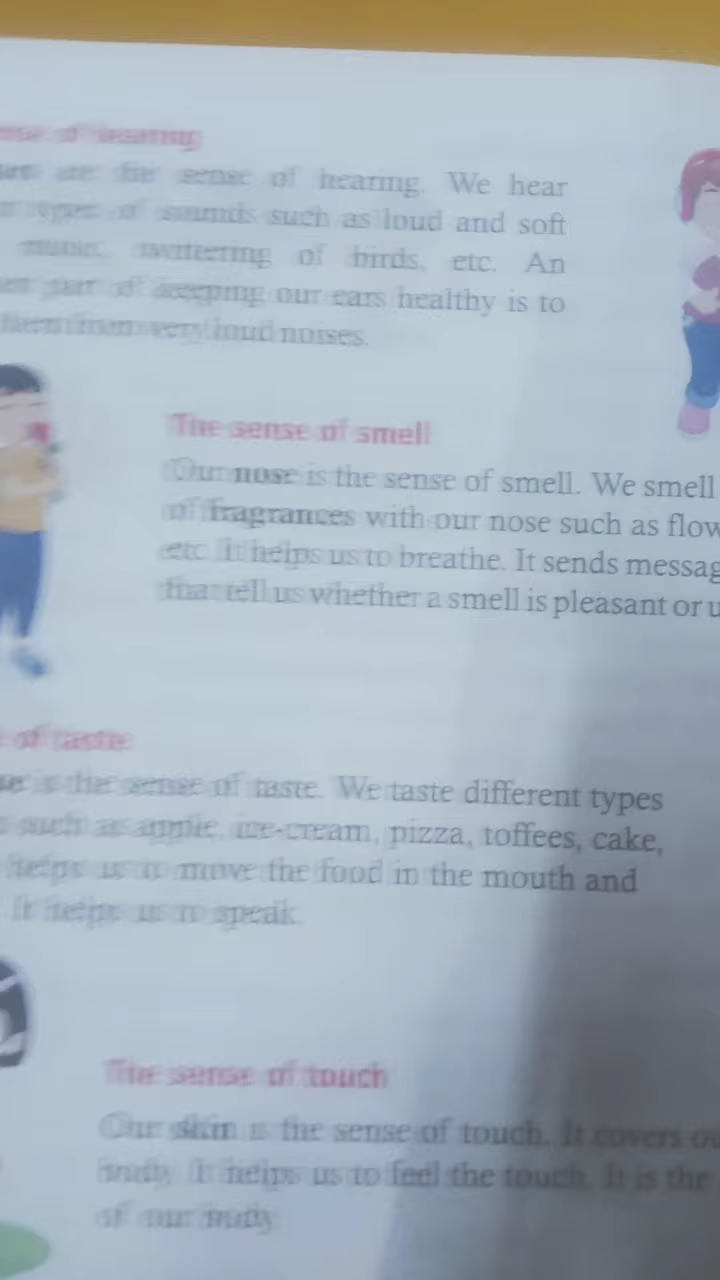 of hearing
are the sense of hearing. We hear
types of sounds such as loud and soft
music, twittering of birds, etc. An
part of keeping our ears healthy is to
them from very loud noises.
The sense of smell
Our nose is the sense of smell. We smell
of fragrances with our nose such as flow
etc. It helps us to breathe. It sends messag
that tell us whether a smell is pleasant or u
of taste
is the sense of taste. We taste different types
such as apple, ice-cream, pizza, toffees, cake,
helps us to move the food in the mouth and
It helps us to speak.
The sense of touch
Our skin is the sense of touch. It covers ou
body. It helps us to feel the touch. It is the
of our body